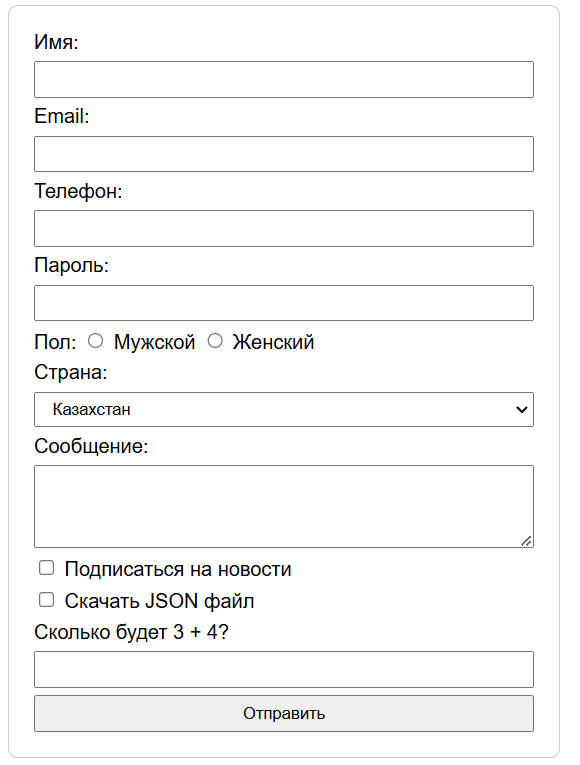 Имя:
Email:
Телефон:
Пароль:
Пол: Мужской Женский
Страна:
Казахстан
Сообщение:
Подписаться на новости
Скачать JSON файл
Сколько будет 3 + 4?
Отправить